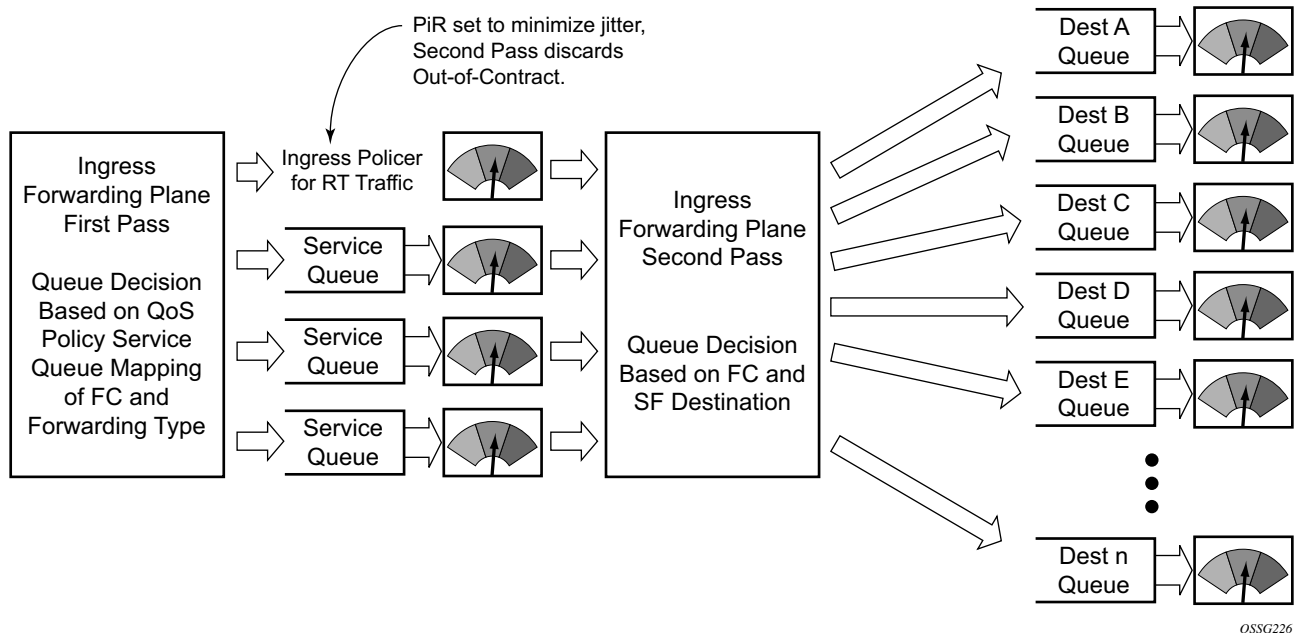 PiR set to minimize jitter,
Second Pass discards
Out-of-Contract.
Ingress
Forwarding Plane
First Pass
Queue Decision
Based on QoS
Policy Service
Queue Mapping
of FC and
Forwarding Type
Ingress Policer
for RT Traffic
Service
Queue
Service
Queue
Service
Queue
Ingress
Forwarding Plane
Second Pass
Queue Decision
Based on FC and
SF Destination
Dest A
Queue
Dest B
Queue
Dest C
Queue
Dest D
Queue
Dest E
Queue
Dest n
Queue
OSSG226